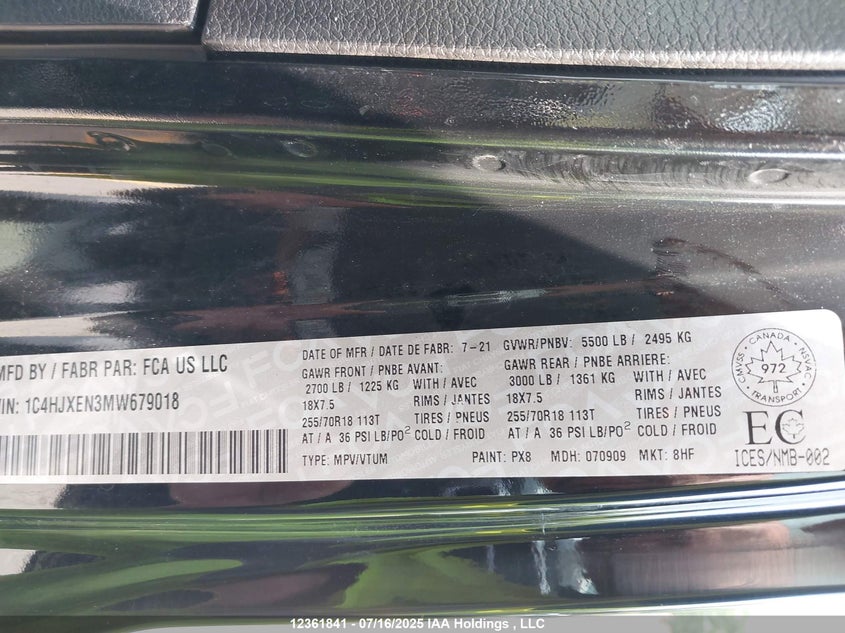 MFD BY / FABR PAR: FCA US LLC
VIN: 1C4HJXEN3MW679018
DATE OF MFR / DATE DE FABR: 7-21
GVWR/PNBV: 5500 LB / 2495 KG
GAWR FRONT / PNBE AVANT:
2700 LB / 1225 KG WITH / AVEC
18X7.5 RIMS / JANTES
255/70R18 113T TIRES / PNEUS
AT / A 36 PSI LB/PO² COLD / FROID
GAWR REAR / PNBE ARRIERE:
3000 LB / 1361 KG WITH / AVEC
18X7.5 RIMS / JANTES
255/70R18 113T TIRES / PNEUS
AT / A 36 PSI LB/PO² COLD / FROID
TYPE: MPV/VTUM PAINT: PX8 MDH: 070909 MKT: 8HF
CANADA
CMVSS NSVAC
972
EC
ICES/NMB-002
12361841 - 07/16/2025 IAA Holdings , LLC